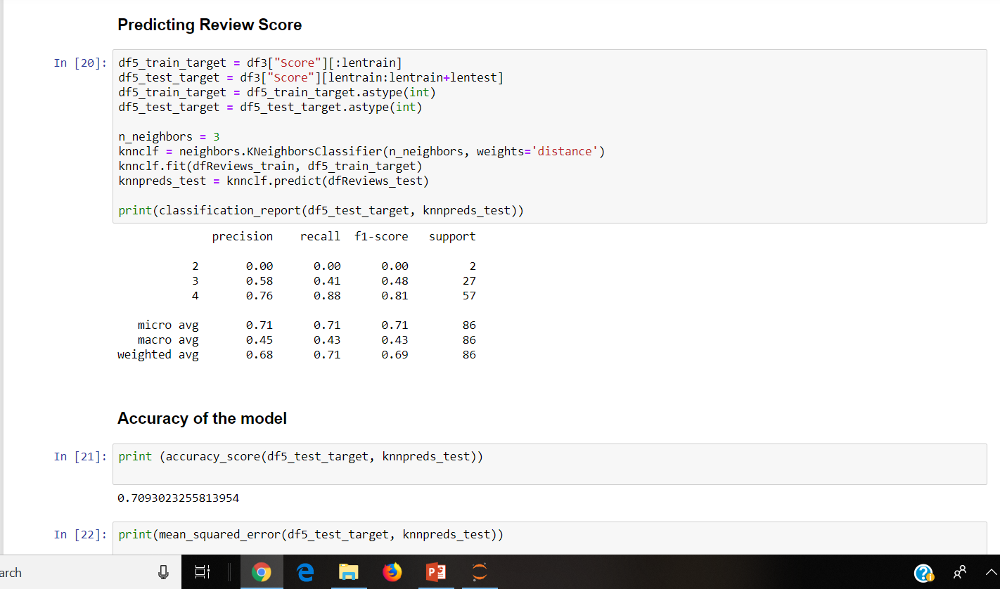 Predicting Review Score
In [20]:
df5_train_target = df3["Score"][:lentrain]
df5_test_target = df3["Score"][lentrain:lentrain+lentest]
df5_train_target = df5_train_target.astype(int)
df5_test_target = df5_test_target.astype(int)
n_neighbors = 3
knnclf = neighbors.KNeighborsClassifier(n_neighbors, weights='distance')
knnclf.fit(dfReviews_train, df5_train_target)
knnpreds_test = knnclf.predict(dfReviews_test)
print(classification_report(df5_test_target, knnpreds_test))
precision recall f1-score support
2 0.00 0.00 0.00 2
3 0.58 0.41 0.48 27
4 0.76 0.88 0.81 57
micro avg 0.71 0.71 0.71 86
macro avg 0.45 0.43 0.43 86
weighted avg 0.68 0.71 0.69 86
Accuracy of the model
In [21]:
print (accuracy_score(df5_test_target, knnpreds_test))
0.7093023255813954
In [22]:
print(mean_squared_error(df5_test_target, knnpreds_test))
arch